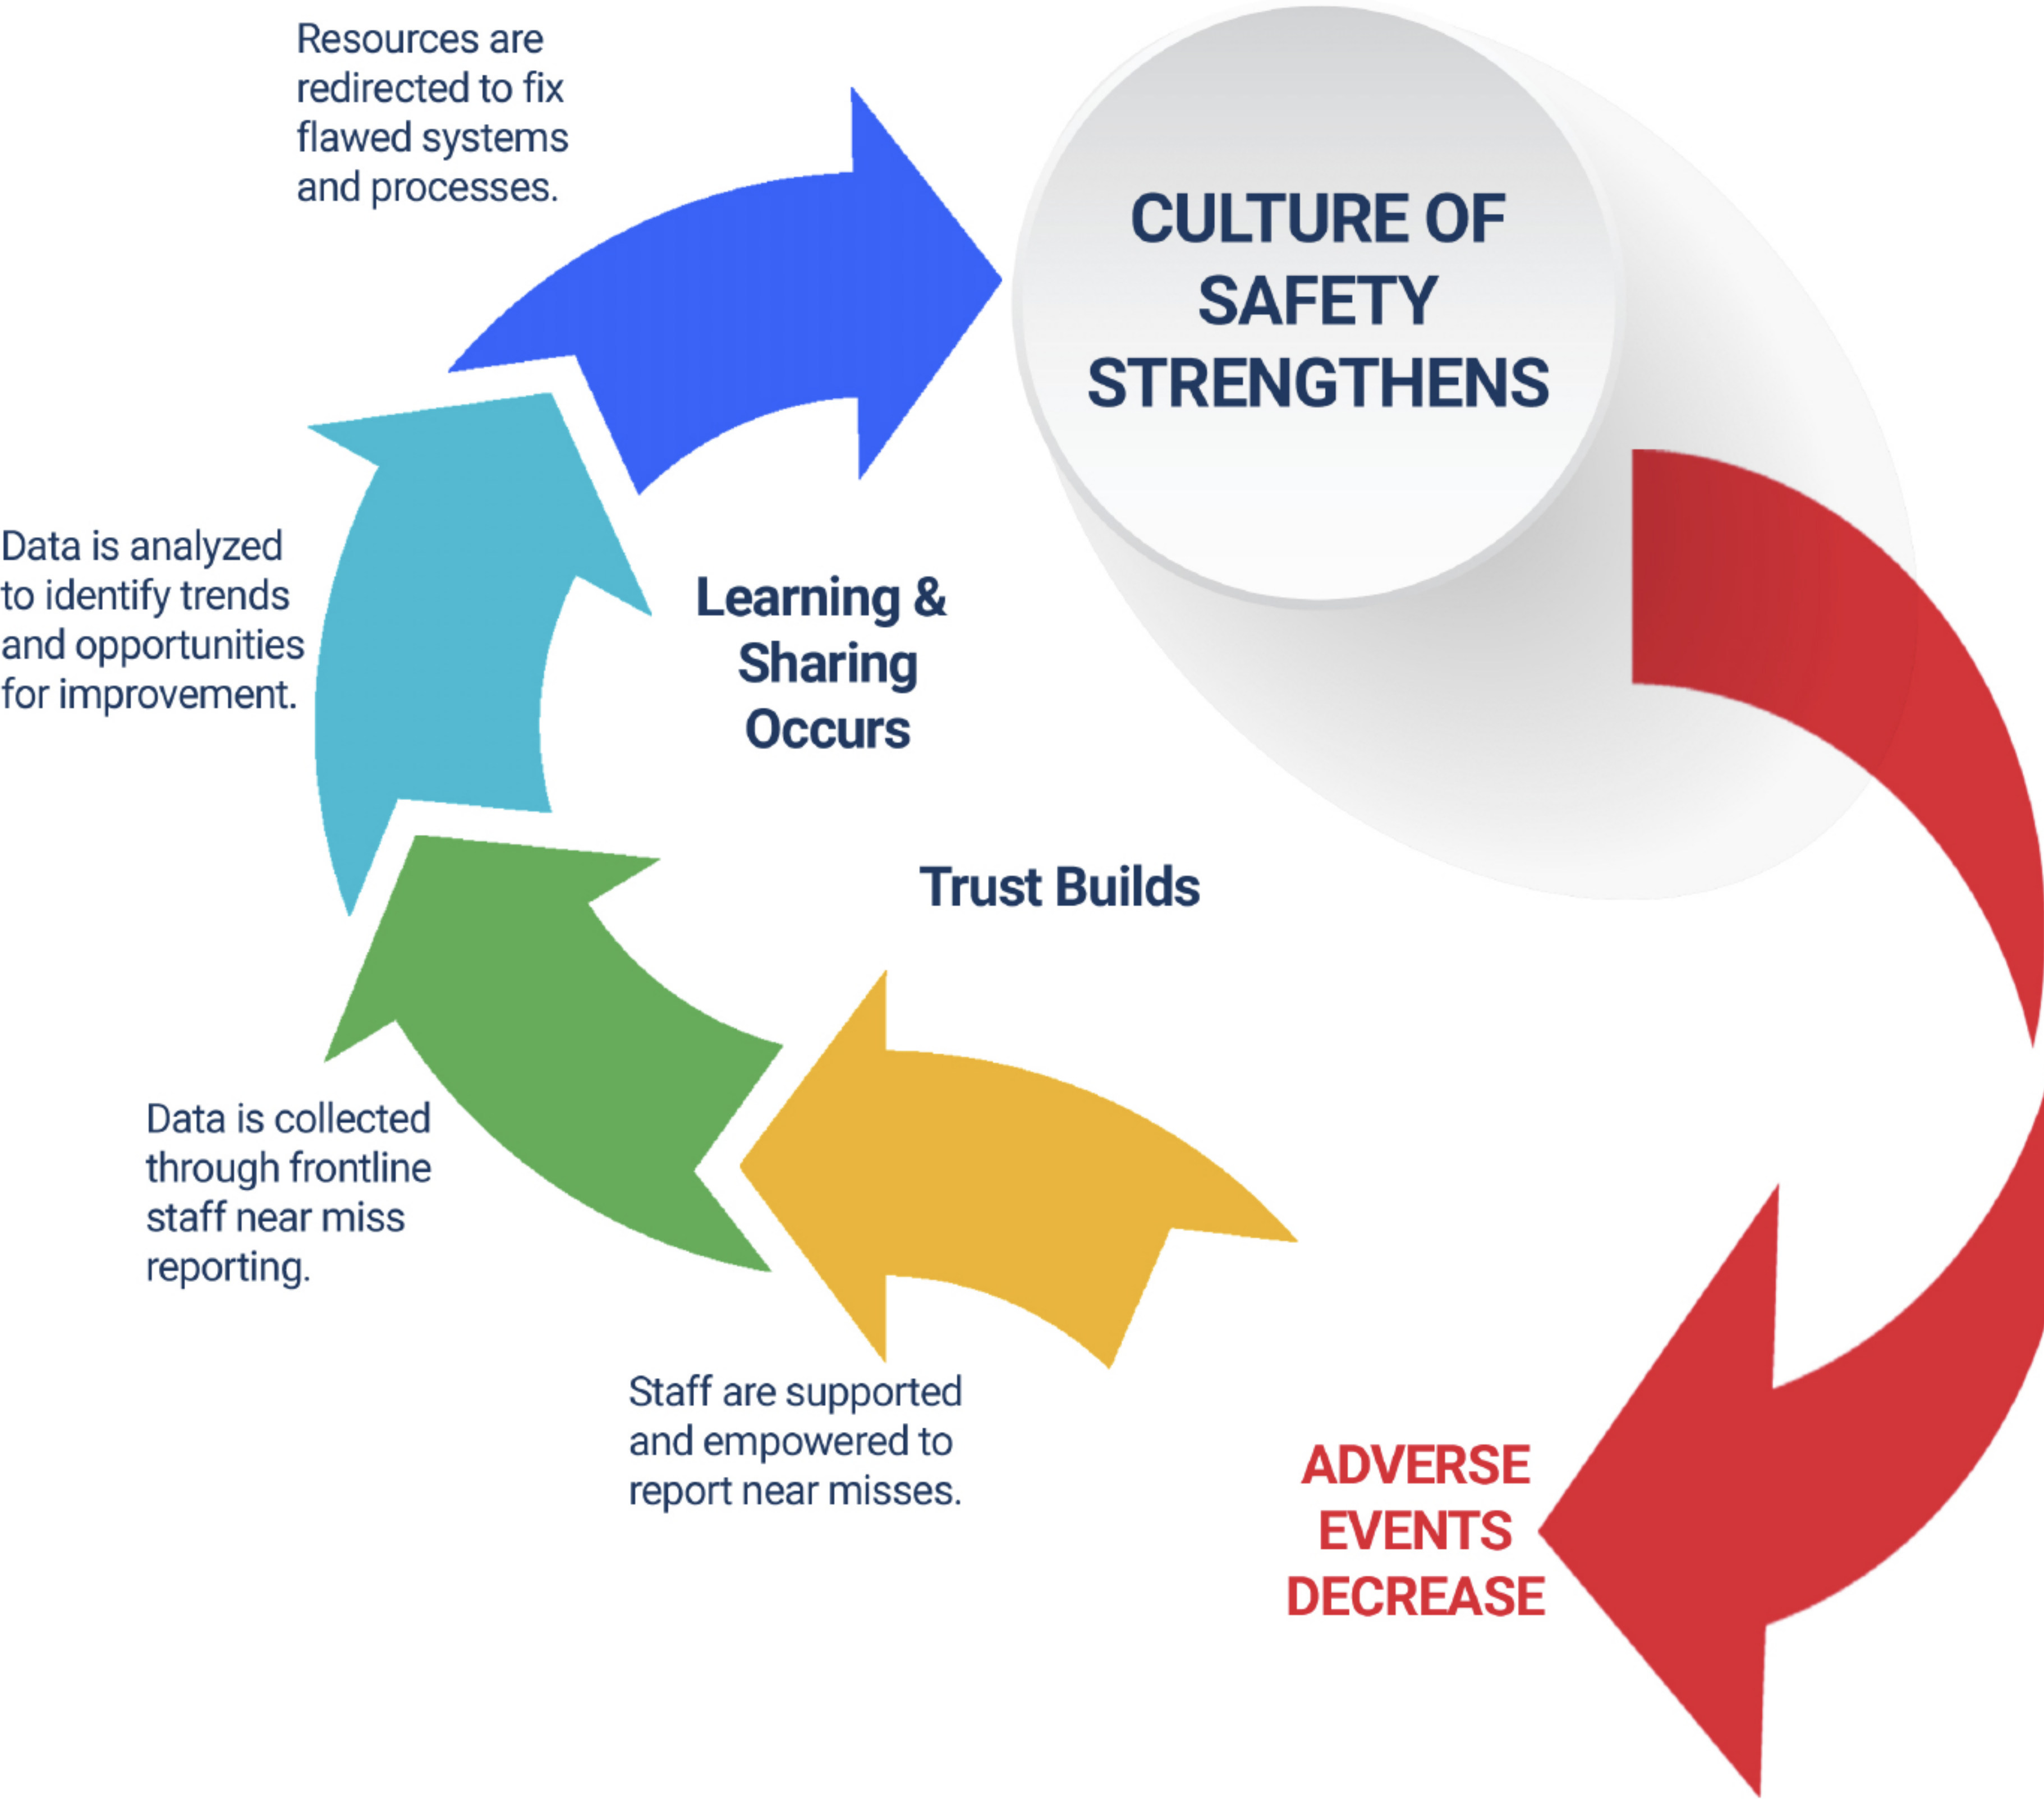 Resources are
redirected to fix
flawed systems
and processes.
CULTURE OF
SAFETY
STRENGTHENS
Data is analyzed
to identify trends
and opportunities
for improvement.
Learning &
Sharing
Occurs
Trust Builds
Data is collected
through frontline
staff near miss
reporting.
Staff are supported
and empowered to
report near misses.
ADVERSE
EVENTS
DECREASE